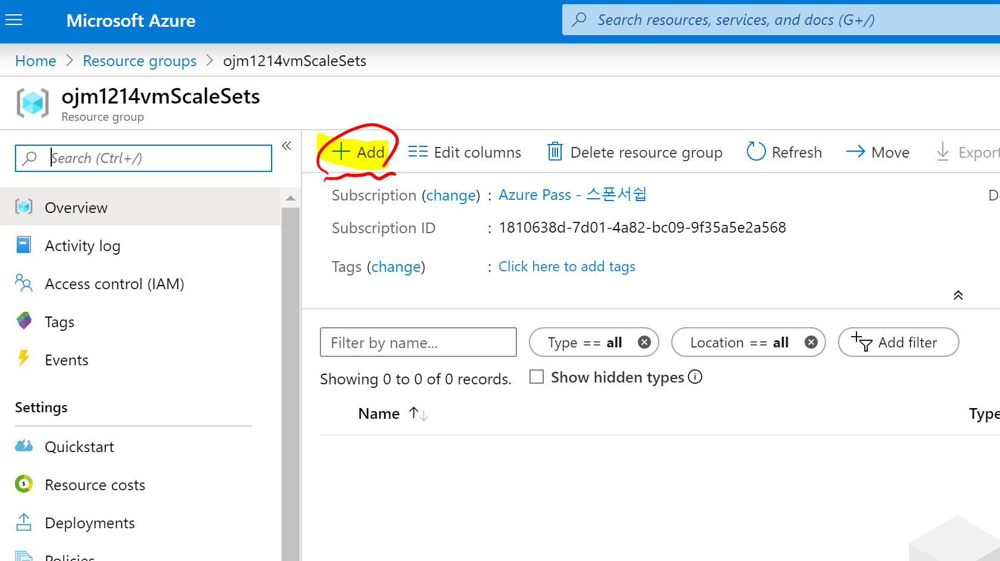 Microsoft Azure
Search resources, services, and docs (G+/)
Home > Resource groups > ojm1214vmScaleSets
ojm1214vmScaleSets
Resource group
Search (Ctrl+/)
«
Overview
Activity log
Access control (IAM)
Tags
Events
Settings
Quickstart
Resource costs
Deployments
Policies
+ Add
Edit columns
Delete resource group
Refresh
Move
Export
Subscription (change) : Azure Pass - 스폰서쉽
Subscription ID : 1810638d-7d01-4a82-bc09-9f35a5e2a568
Tags (change) : Click here to add tags
Filter by name...
Type == all
Location == all
Add filter
Showing 0 to 0 of 0 records.
Show hidden types
Name ↑↓
Type